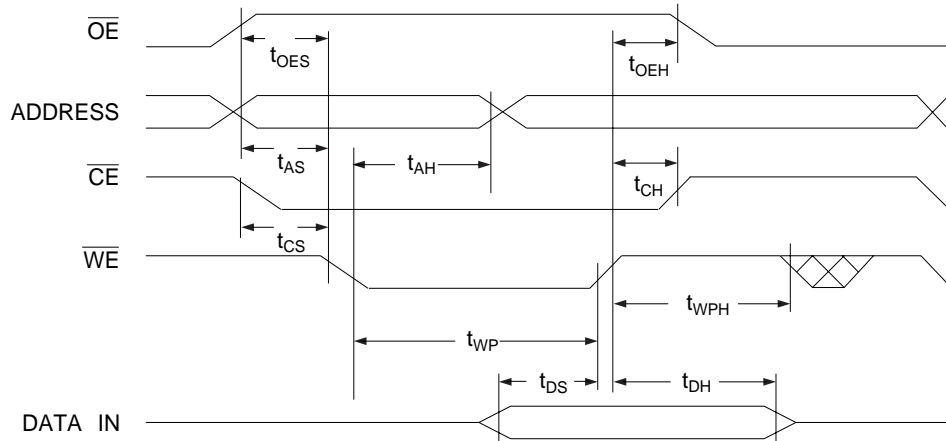 OE
tOES
tOEH
ADDRESS
tAS
tAH
CE
tCH
tCS
WE
tWPH
tWP
tDS
tDH
DATA IN